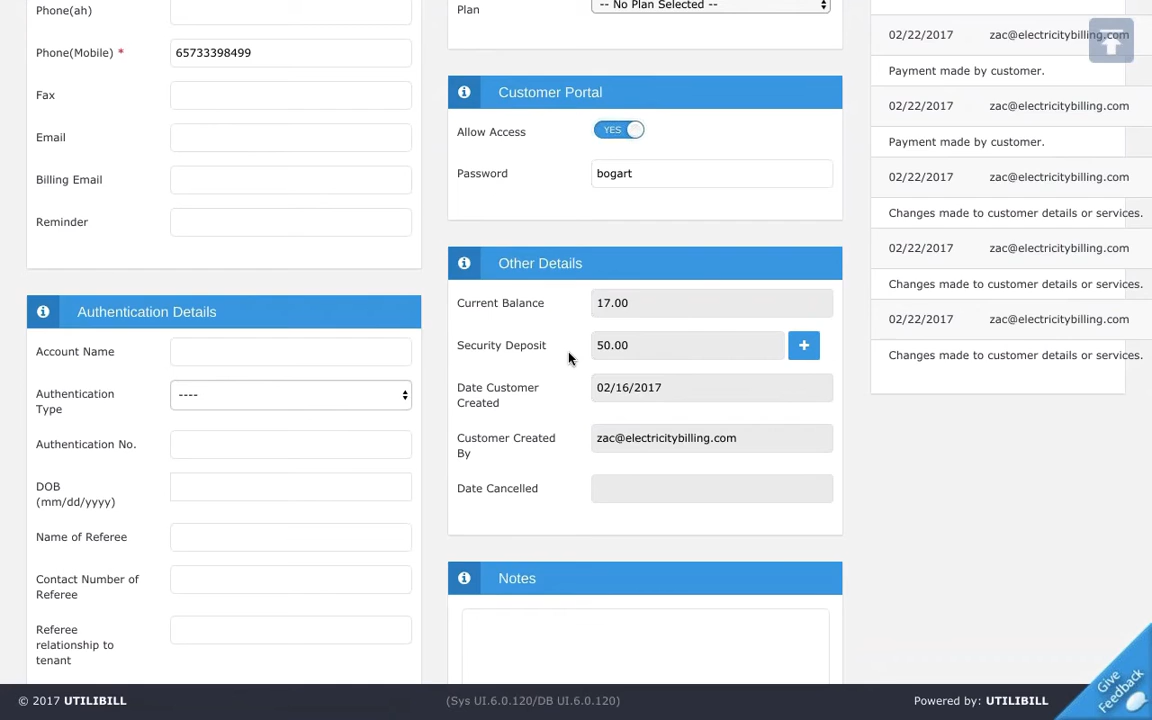 Phone(ah)
Phone(Mobile) * 65733398499
Fax
Email
Billing Email
Reminder
Authentication Details
Account Name
Authentication
Type
----
Authentication No.
DOB
(mm/dd/yyyy)
Name of Referee
Contact Number of
Referee
Referee
relationship to
tenant
Plan
-- No Plan Selected --
Customer Portal
Allow Access YES
Password bogart
Other Details
Current Balance 17.00
Security Deposit 50.00 +
Date Customer
Created
02/16/2017
Customer Created
By
zac@electricitybilling.com
Date Cancelled
Notes
02/22/2017 zac@electricitybilling.com
Payment made by customer.
02/22/2017 zac@electricitybilling.com
Payment made by customer.
02/22/2017 zac@electricitybilling.com
Changes made to customer details or services.
02/22/2017 zac@electricitybilling.com
Changes made to customer details or services.
02/22/2017 zac@electricitybilling.com
Changes made to customer details or services.
Give
Feedback
© 2017 UTILIBILL
(Sys UI.6.0.120/DB UI.6.0.120)
Powered by: UTILIBILL